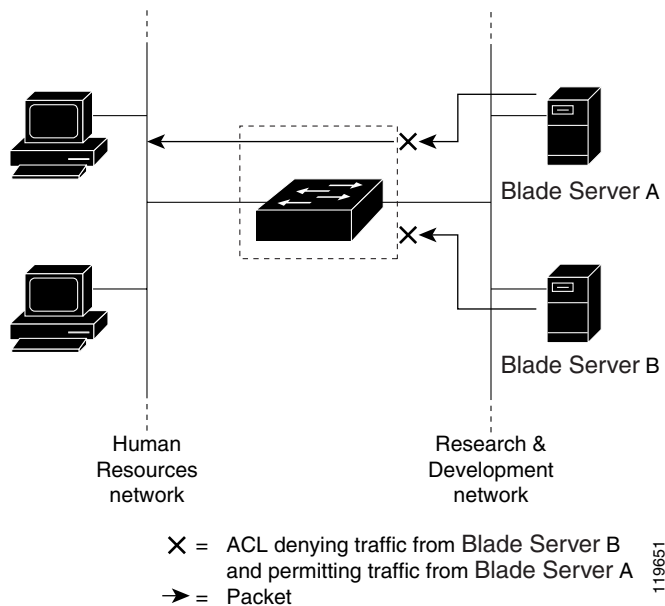 Blade Server A
Blade Server B
Human
Resources
network
Research &
Development
network
X = ACL denying traffic from Blade Server B
and permitting traffic from Blade Server A
= Packet
119651